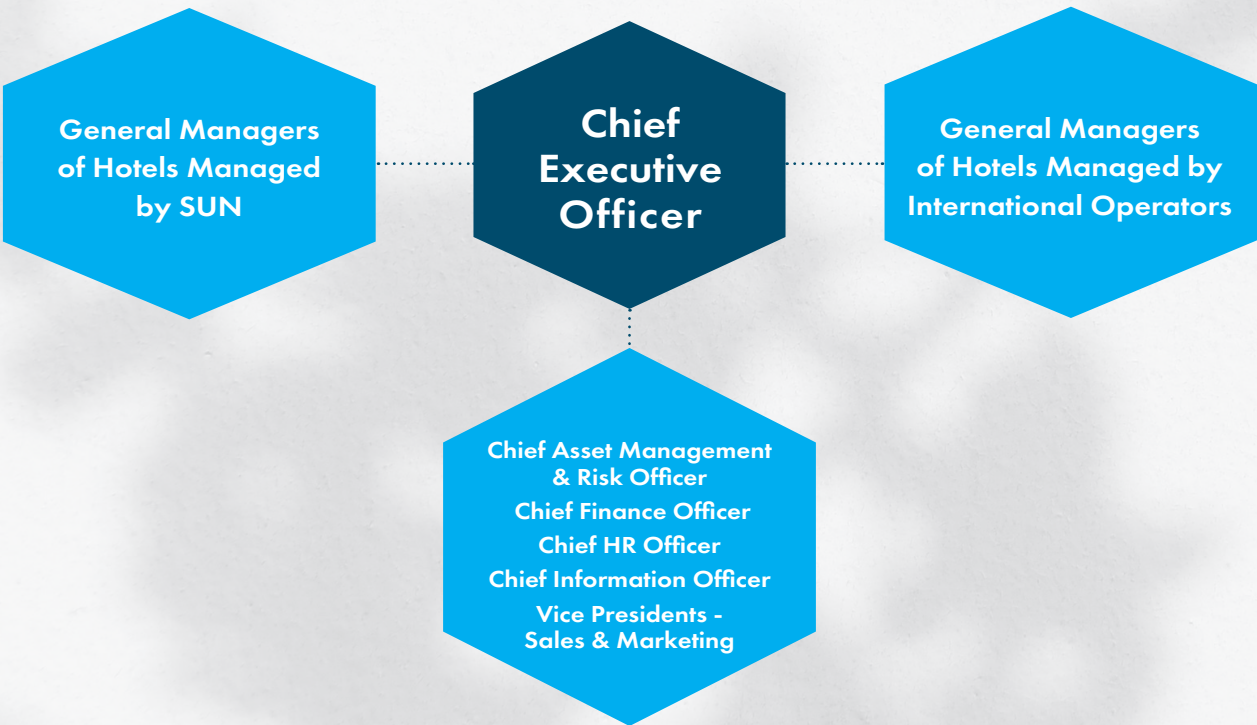 General Managers
of Hotels Managed
by SUN
Chief
Executive
Officer
General Managers
of Hotels Managed by
International Operators
Chief Asset Management
& Risk Officer
Chief Finance Officer
Chief HR Officer
Chief Information Officer
Vice Presidents -
Sales & Marketing